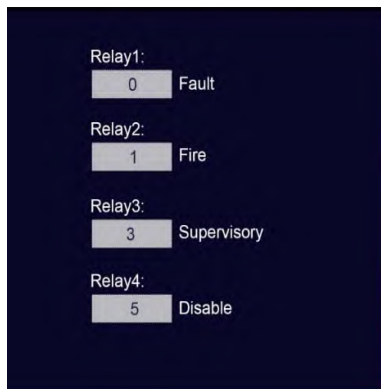 Relay1:
0 Fault
Relay2:
1 Fire
Relay3:
3 Supervisory
Relay4:
5 Disable